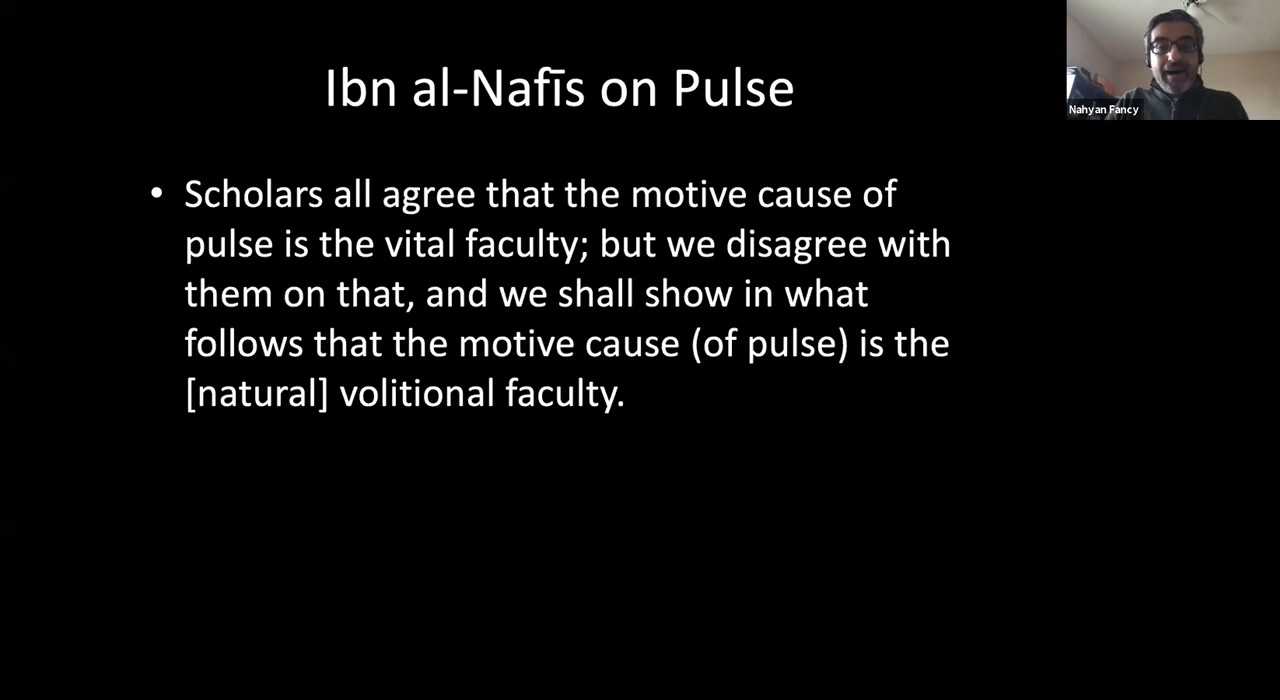 Ibn al-Nafīs on Pulse
Nahyan Fancy
• Scholars all agree that the motive cause of
pulse is the vital faculty; but we disagree with
them on that, and we shall show in what
follows that the motive cause (of pulse) is the
[natural] volitional faculty.